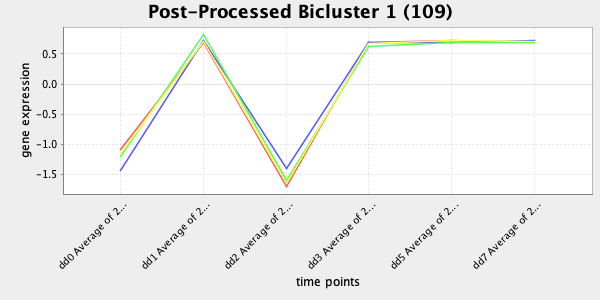 Post-Processed Bicluster 1 (109)
gene expression
0.5
0.0
-0.5
-1.0
-1.5
dd0 Average of 2...
dd1 Average of 2...
dd2 Average of 2...
dd3 Average of 2...
dd5 Average of 2...
dd7 Average of 2...
time points